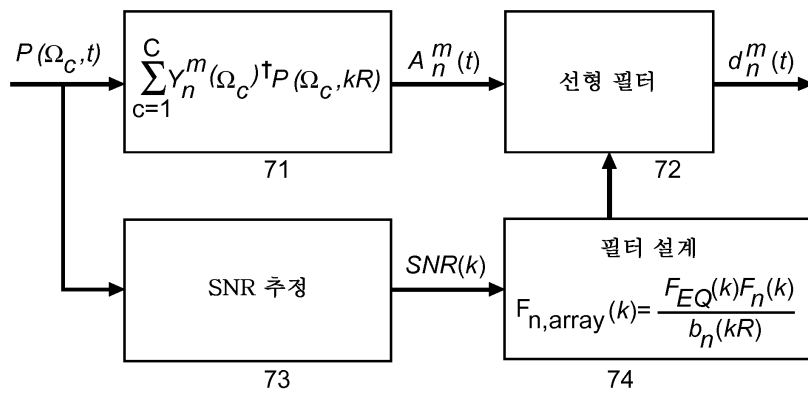 P(Ω_c,t)
C
∑Y_n^m(Ω_c)^†P(Ω_c,kR)
c=1
A_n^m(t)
선형 필터
d_n^m(t)
71
72
SNR 추정
SNR(k)
필터 설계
F_{n,array}(k)=\frac{F_{EQ}(k)F_n(k)}{b_n(kR)}
73
74